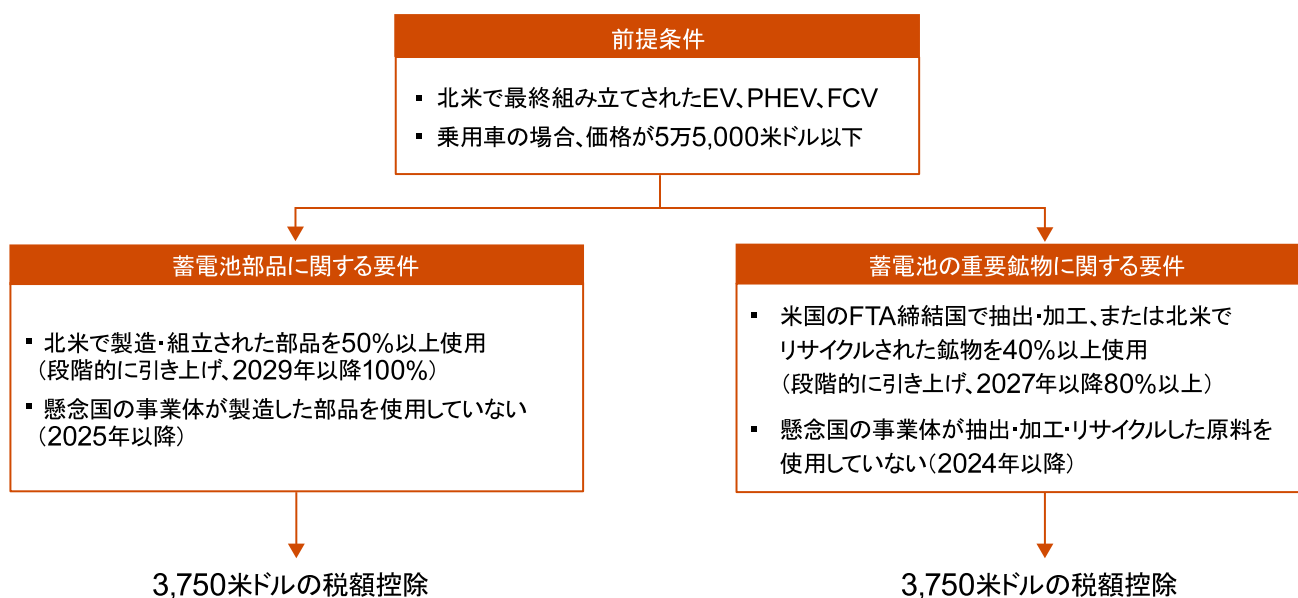 前提条件
▪ 北米で最終組み立てされたEV、PHEV、FCV
▪ 乗用車の場合、価格が5万5,000米ドル以下
蓄電池部品に関する要件
▪ 北米で製造・組立された部品を50%以上使用
（段階的に引き上げ、2029年以降100%）
▪ 懸念国の事業体が製造した部品を使用していない
（2025年以降）
3,750米ドルの税額控除
蓄電池の重要鉱物に関する要件
▪ 米国のFTA締結国で抽出・加工、または北米で
リサイクルされた鉱物を40%以上使用
（段階的に引き上げ、2027年以降80%以上）
▪ 懸念国の事業体が抽出・加工・リサイクルした原料を
使用していない（2024年以降）
3,750米ドルの税額控除